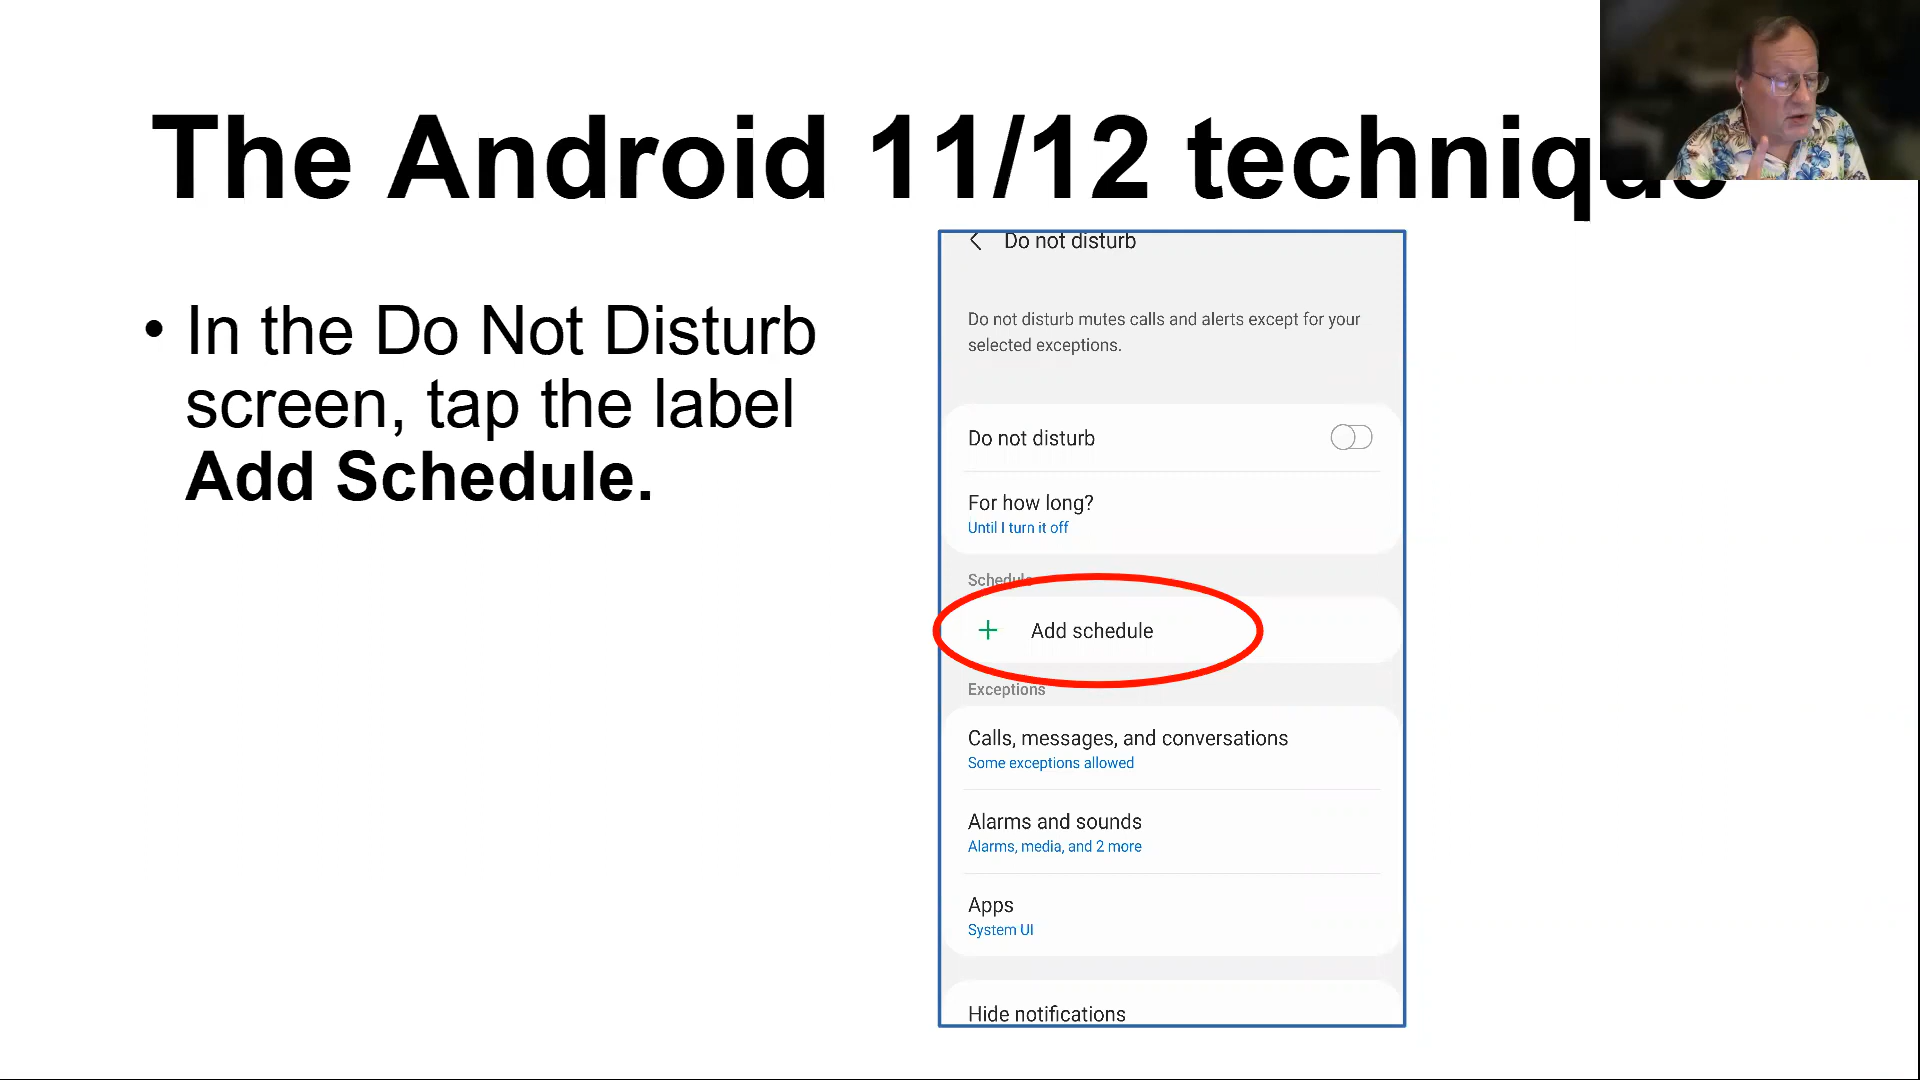 The Android 11/12 technique
• In the Do Not Disturb
screen, tap the label
Add Schedule.
Do not disturb
Do not disturb mutes calls and alerts except for your
selected exceptions.
Do not disturb
For how long?
Until I turn it off
Schedule
Add schedule
Exceptions
Calls, messages, and conversations
Some exceptions allowed
Alarms and sounds
Alarms, media, and 2 more
Apps
System UI
Hide notifications